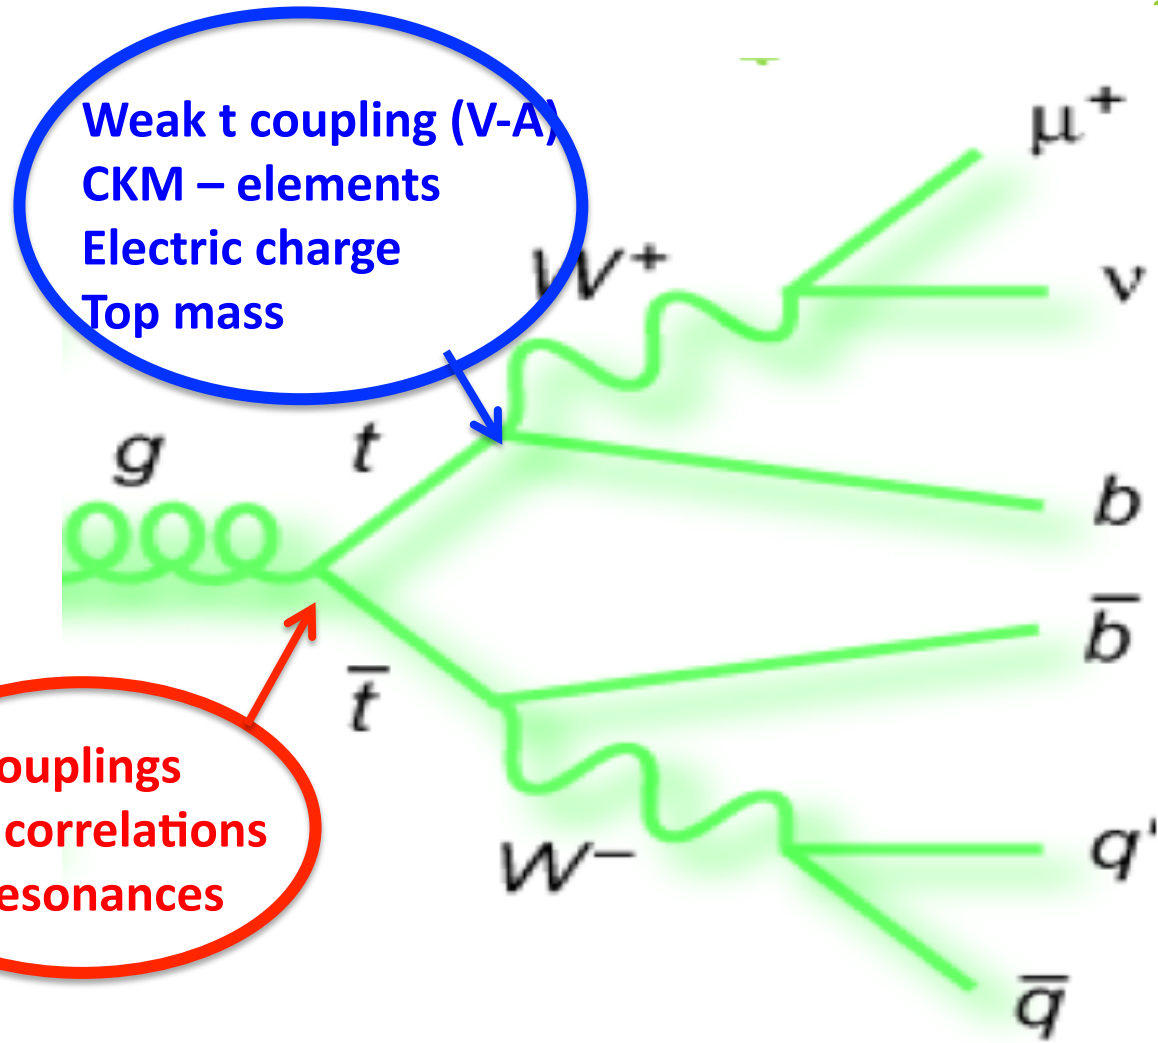 Weak t coupling (V-A)
CKM – elements
Electric charge
Top mass
μ⁺
W⁺
ν
g
t
b
b̅
t̅
ouplings
correlations
esonances
W⁻
q'
q̅